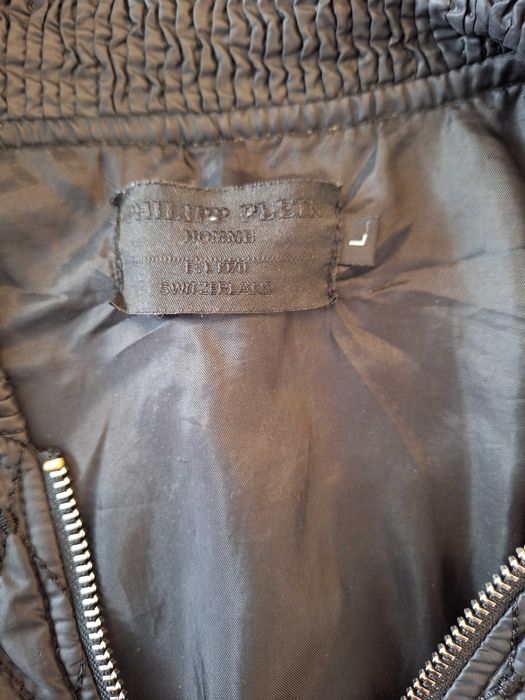 PHILIPP PLEIN
HOMME
EST.1978
SWITZERLAND
L